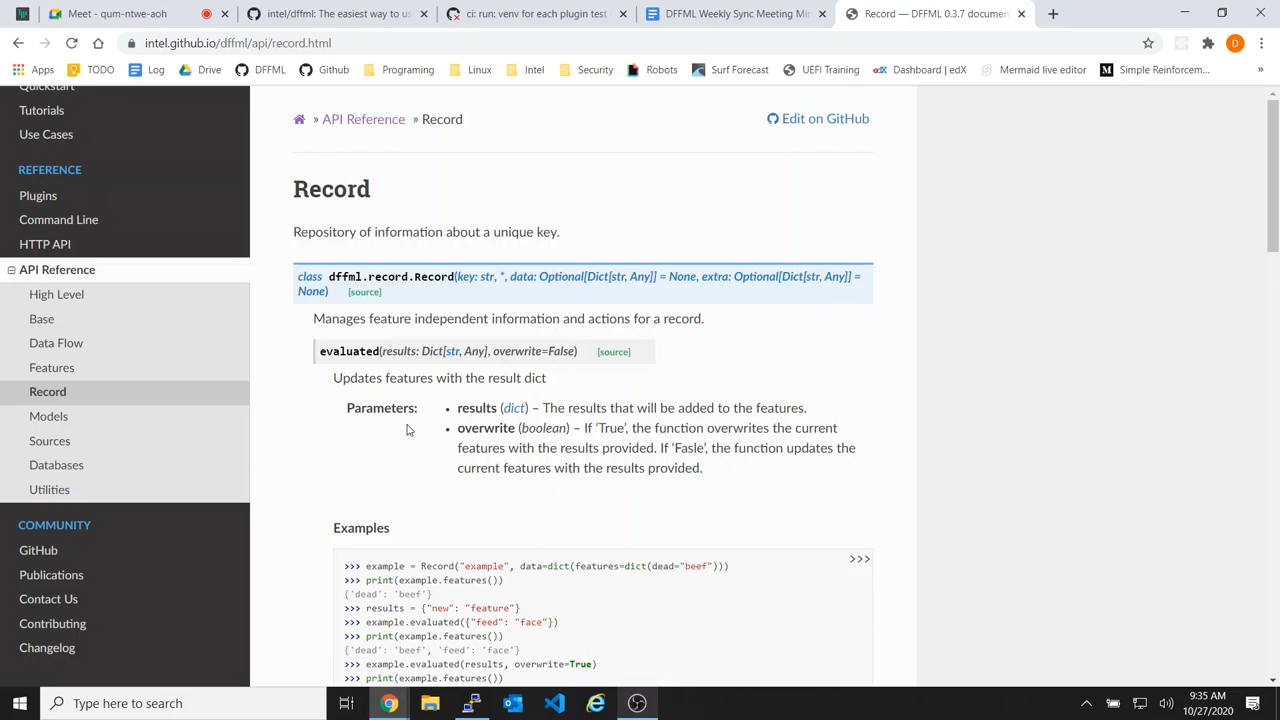 Meet - qum-ntwe-aoh
intel/dffml: The easiest way to us
ci: run: venv for each plugin test
DFFML Weekly Sync Meeting Mi
Record — DFFML 0.3.7 documen
intel.github.io/dffml/api/record.html
D
Apps TODO Log Drive DFFML Github Programing Linux Intel Security Robots Surf Forecast UEFI Training Dashboard | edX Mermaid live editor Simple Reinforcem... »
Quickstart
Tutorials
Use Cases
REFERENCE
Plugins
Command Line
HTTP API
API Reference
High Level
Base
Data Flow
Features
Record
Models
Sources
Databases
Utilities
COMMUNITY
GitHub
Publications
Contact Us
Contributing
Changelog
» API Reference » Record
Edit on GitHub
Record
Repository of information about a unique key.
class dffml.record.Record(key: str, *, data: Optional[Dict[str, Any]] = None, extra: Optional[Dict[str, Any]] =
None) [source]
Manages feature independent information and actions for a record.
evaluated(results: Dict[str, Any], overwrite=False) [source]
Updates features with the result dict
Parameters:
• results (dict) – The results that will be added to the features.
• overwrite (boolean) – If ‘True’, the function overwrites the current
features with the results provided. If ‘Fasle’, the function updates the
current features with the results provided.
Examples
>>>
>>> example = Record("example", data=dict(features=dict(dead="beef")))
>>> print(example.features())
{'dead': 'beef'}
>>> results = {"new": "feature"}
>>> example.evaluated({"feed": "face"})
>>> print(example.features())
{'dead': 'beef', 'feed': 'face'}
>>> example.evaluated(results, overwrite=True)
>>> print(example.features())
Type here to search
9:35 AM
10/27/2020